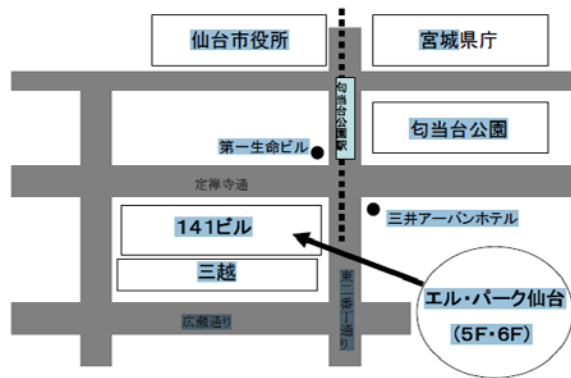 仙台市役所
宮城県庁
勾当台公園駅
勾当台公園
第一生命ビル
定禅寺通
141ビル
三井アーバンホテル
三越
東二番丁通り
エル・パーク仙台
(5F・6F)
広瀬通り